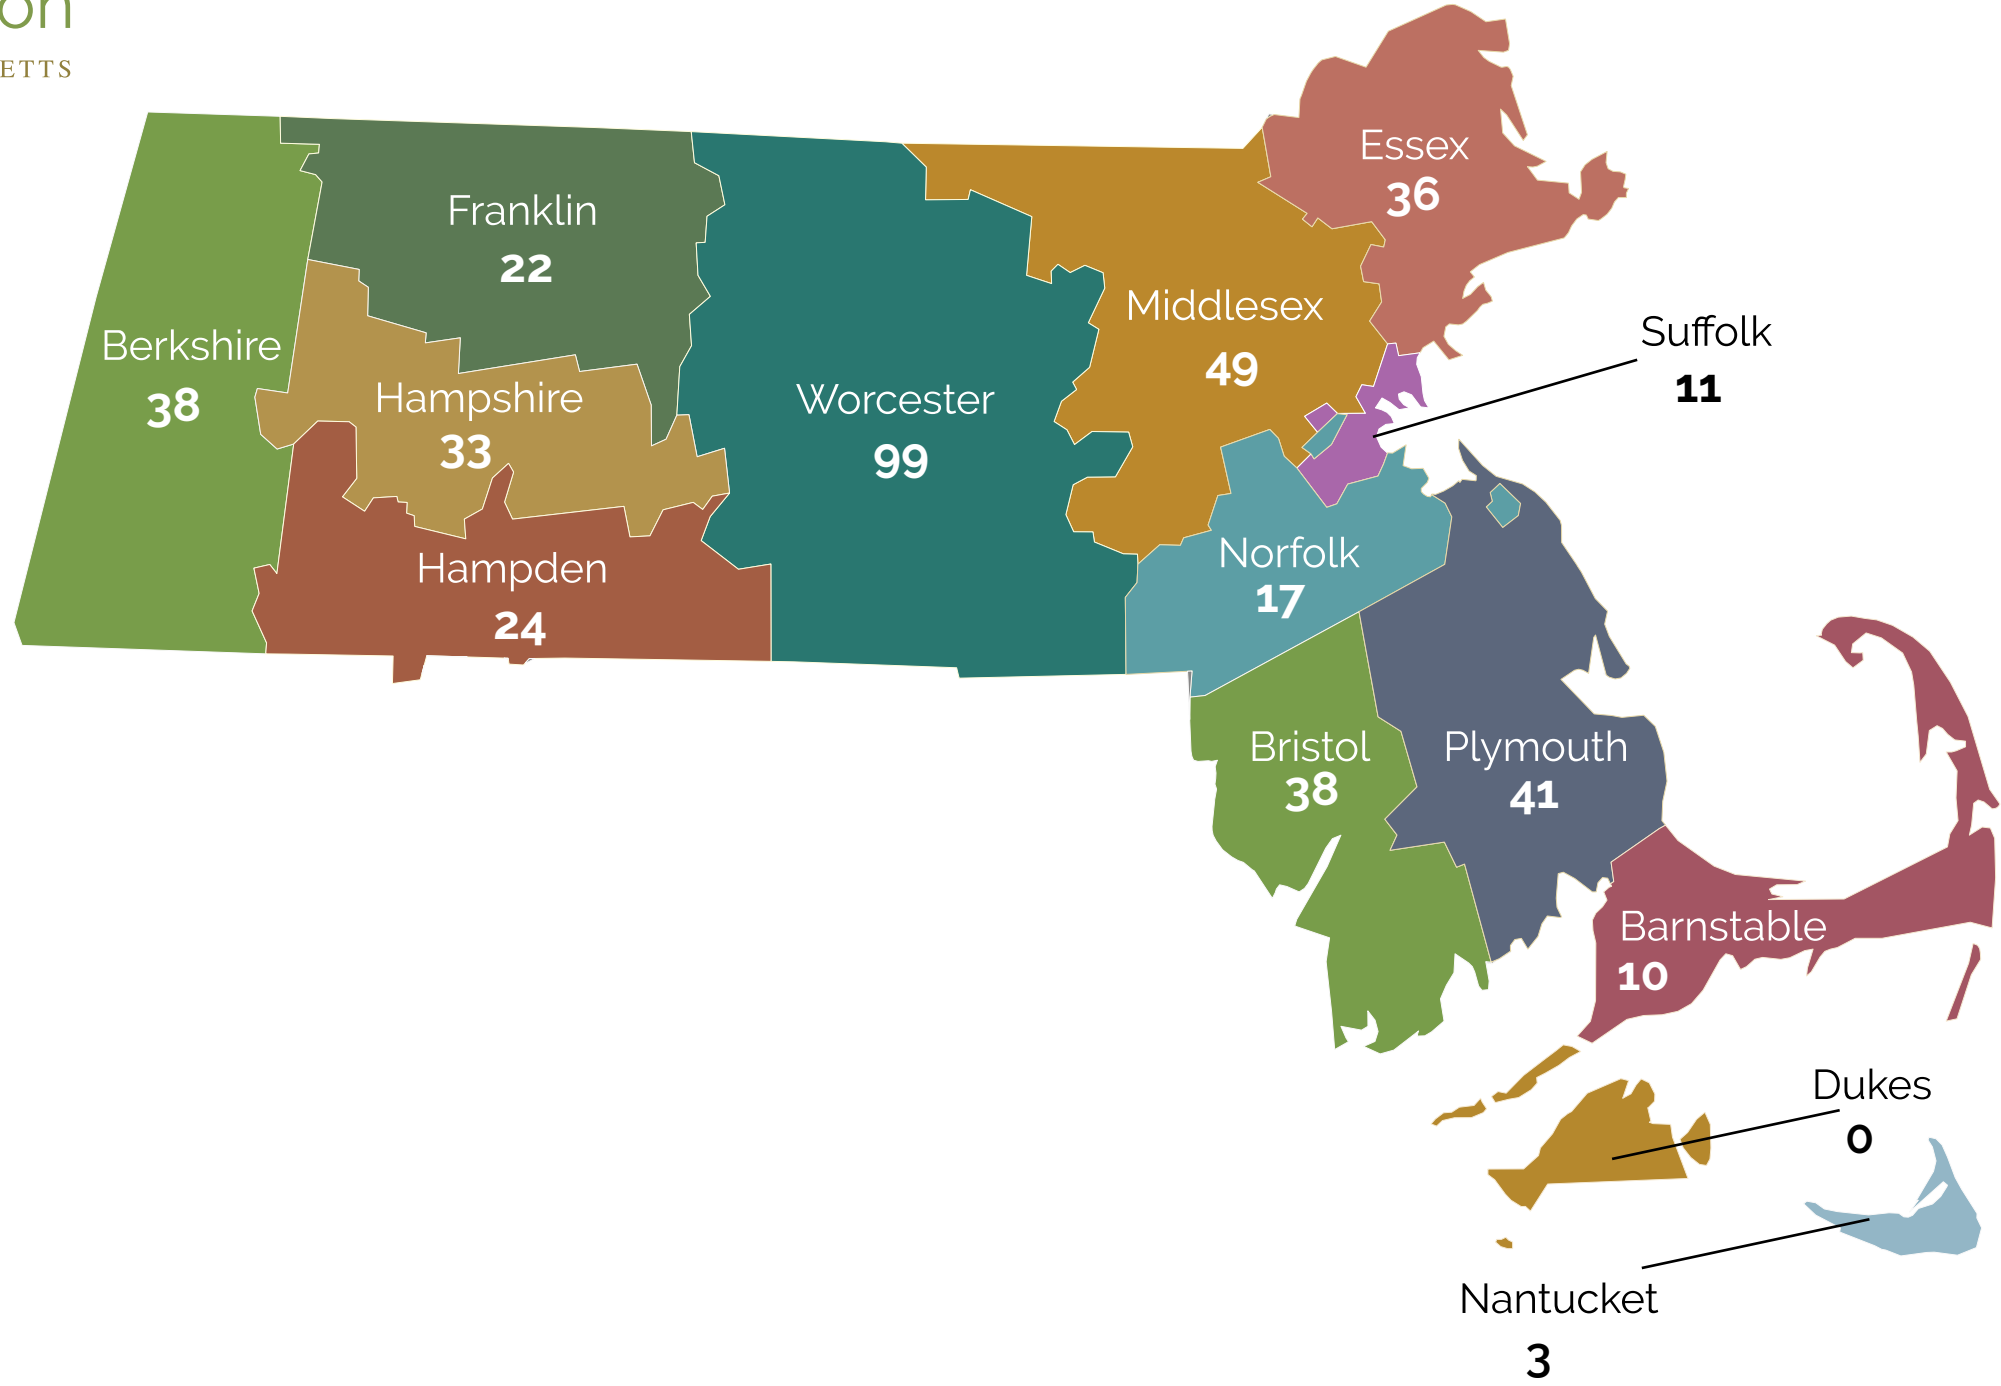 on
ETTS
Essex
36
Franklin
22
Middlesex
49
Suffolk
11
Berkshire
38
Hampshire
33
Worcester
99
Norfolk
17
Hampden
24
Bristol
38
Plymouth
41
Barnstable
10
Dukes
0
Nantucket
3